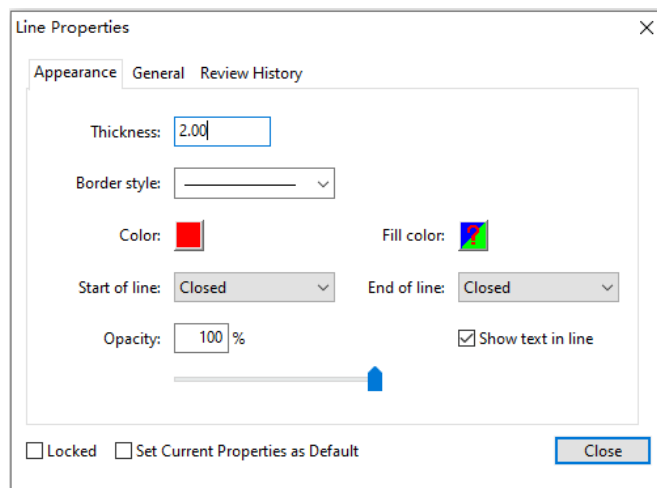 Line Properties
Appearance General Review History
Thickness: 2.00
Border style:
Color: Fill color: ?
Start of line: Closed End of line: Closed
Opacity: 100 % Show text in line
Locked Set Current Properties as Default Close